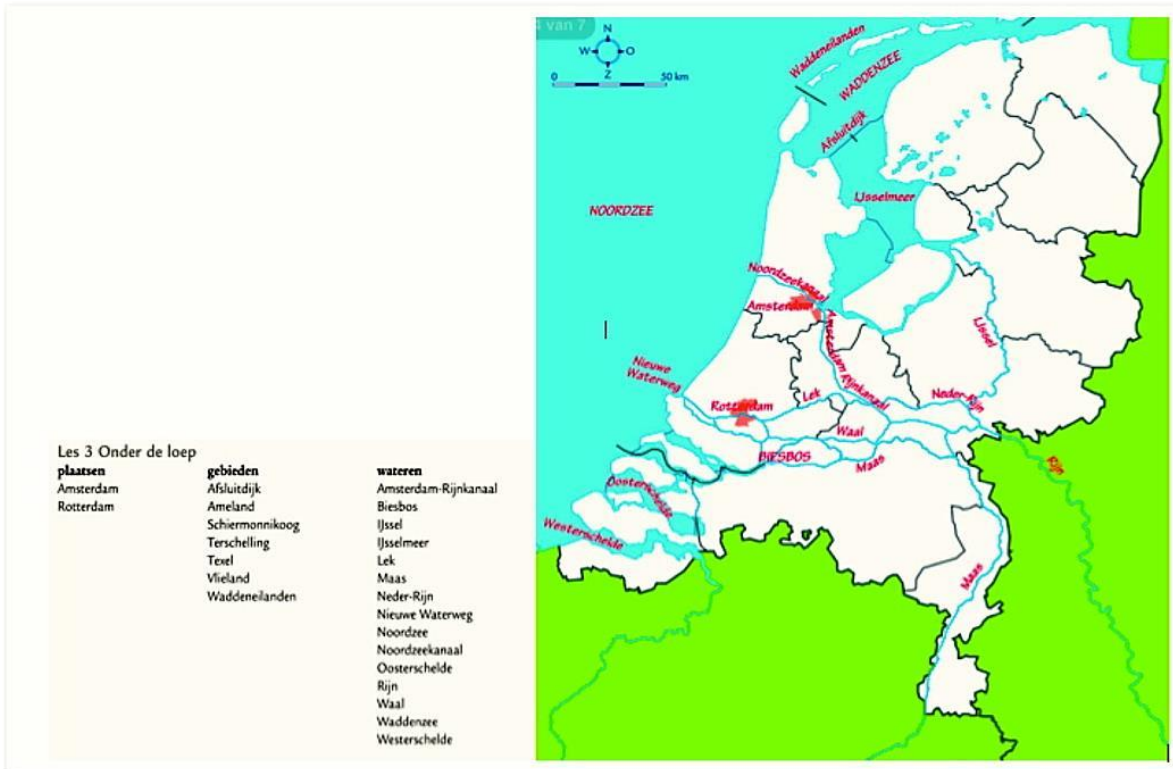 Les 3 Onder de loep
plaatsen
Amsterdam
Rotterdam
gebieden
Afsluitdijk
Ameland
Schiermonnikoog
Terschelling
Texel
Vlieland
Waddeneilanden
wateren
Amsterdam-Rijnkanaal
Biesbos
IJssel
IJsselmeer
Lek
Maas
Neder-Rijn
Nieuwe Waterweg
Noordzee
Noordzeekanaal
Oosterschelde
Rijn
Waal
Waddenzee
Westerschelde
van 7
N
W O
Z
0 50 km
Waddeneilanden
WADDENZEE
Afsluitdijk
IJsselmeer
NOORDZEE
Noordzeekanaal
Amsterdam
Amsterdam Rijnkanaal
IJssel
Nieuwe
Waterweg
Rotterdam
Lek
Neder-Rijn
Waal
BIESBOS
Maas
Rijn
Oosterschelde
Westerschelde
Maas